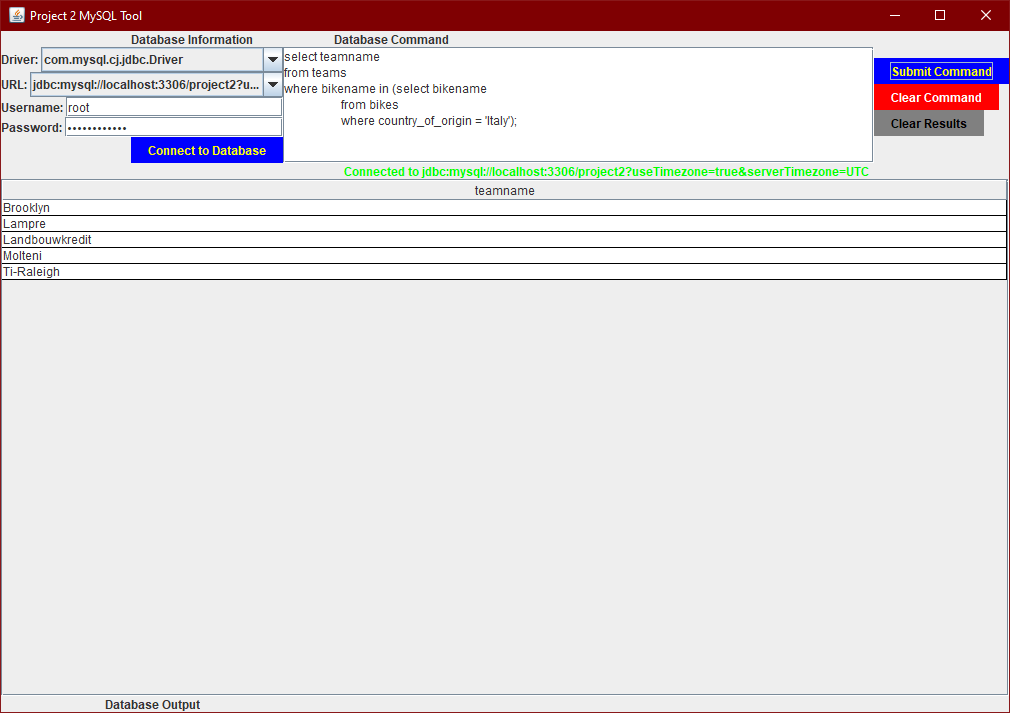 Project 2 MySQL Tool
Database Information
Database Command
Driver: com.mysql.cj.jdbc.Driver
URL: jdbc:mysql://localhost:3306/project2?u...
Username: root
Password: ••••••••••••
Connect to Database
select teamname
from teams
where bikename in (select bikename
from bikes
where country_of_origin = 'Italy');
Submit Command
Clear Command
Clear Results
Connected to jdbc:mysql://localhost:3306/project2?useTimezone=true&serverTimezone=UTC
teamname
Brooklyn
Lampre
Landbouwkredit
Molteni
Ti-Raleigh
Database Output